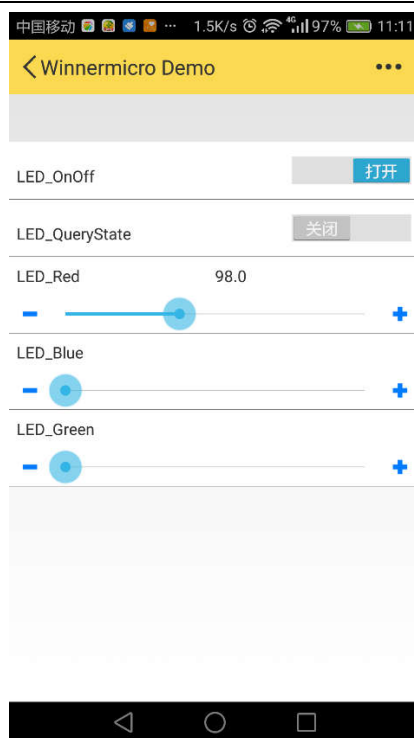 中国移动 ··· 1.5K/s 4G 97% 11:11
Winnermicro Demo
LED_OnOff 打开
LED_QueryState 关闭
LED_Red 98.0
LED_Blue
LED_Green